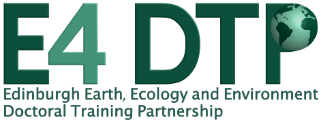 E4 DTP
Edinburgh Earth, Ecology and Environment
Doctoral Training Partnership